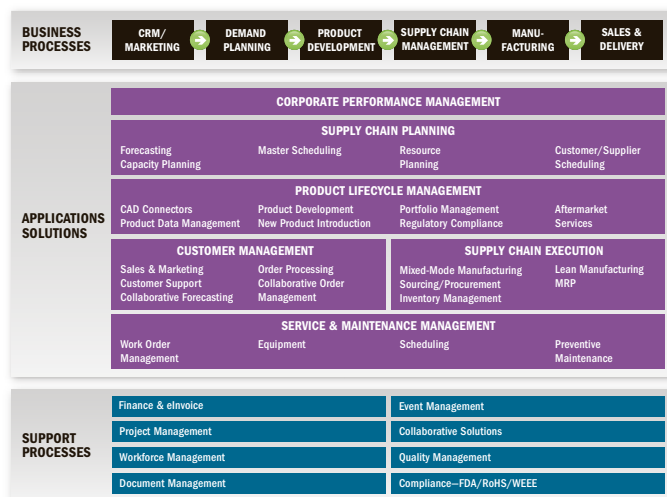 BUSINESS
PROCESSES
CRM/
MARKETING
DEMAND
PLANNING
PRODUCT
DEVELOPMENT
SUPPLY CHAIN
MANAGEMENT
MANU-
FACTURING
SALES &
DELIVERY
APPLICATIONS
SOLUTIONS
CORPORATE PERFORMANCE MANAGEMENT
SUPPLY CHAIN PLANNING
Forecasting
Capacity Planning
Master Scheduling
Resource
Planning
Customer/Supplier
Scheduling
PRODUCT LIFECYCLE MANAGEMENT
CAD Connectors
Product Data Management
Product Development
New Product Introduction
Portfolio Management
Regulatory Compliance
Aftermarket
Services
CUSTOMER MANAGEMENT
Sales & Marketing
Customer Support
Collaborative Forecasting
Order Processing
Collaborative Order
Management
SUPPLY CHAIN EXECUTION
Mixed-Mode Manufacturing
Sourcing/Procurement
Inventory Management
Lean Manufacturing
MRP
SERVICE & MAINTENANCE MANAGEMENT
Work Order
Management
Equipment
Scheduling
Preventive
Maintenance
SUPPORT
PROCESSES
Finance & eInvoice
Event Management
Project Management
Collaborative Solutions
Workforce Management
Quality Management
Document Management
Compliance—FDA/RoHS/WEEE